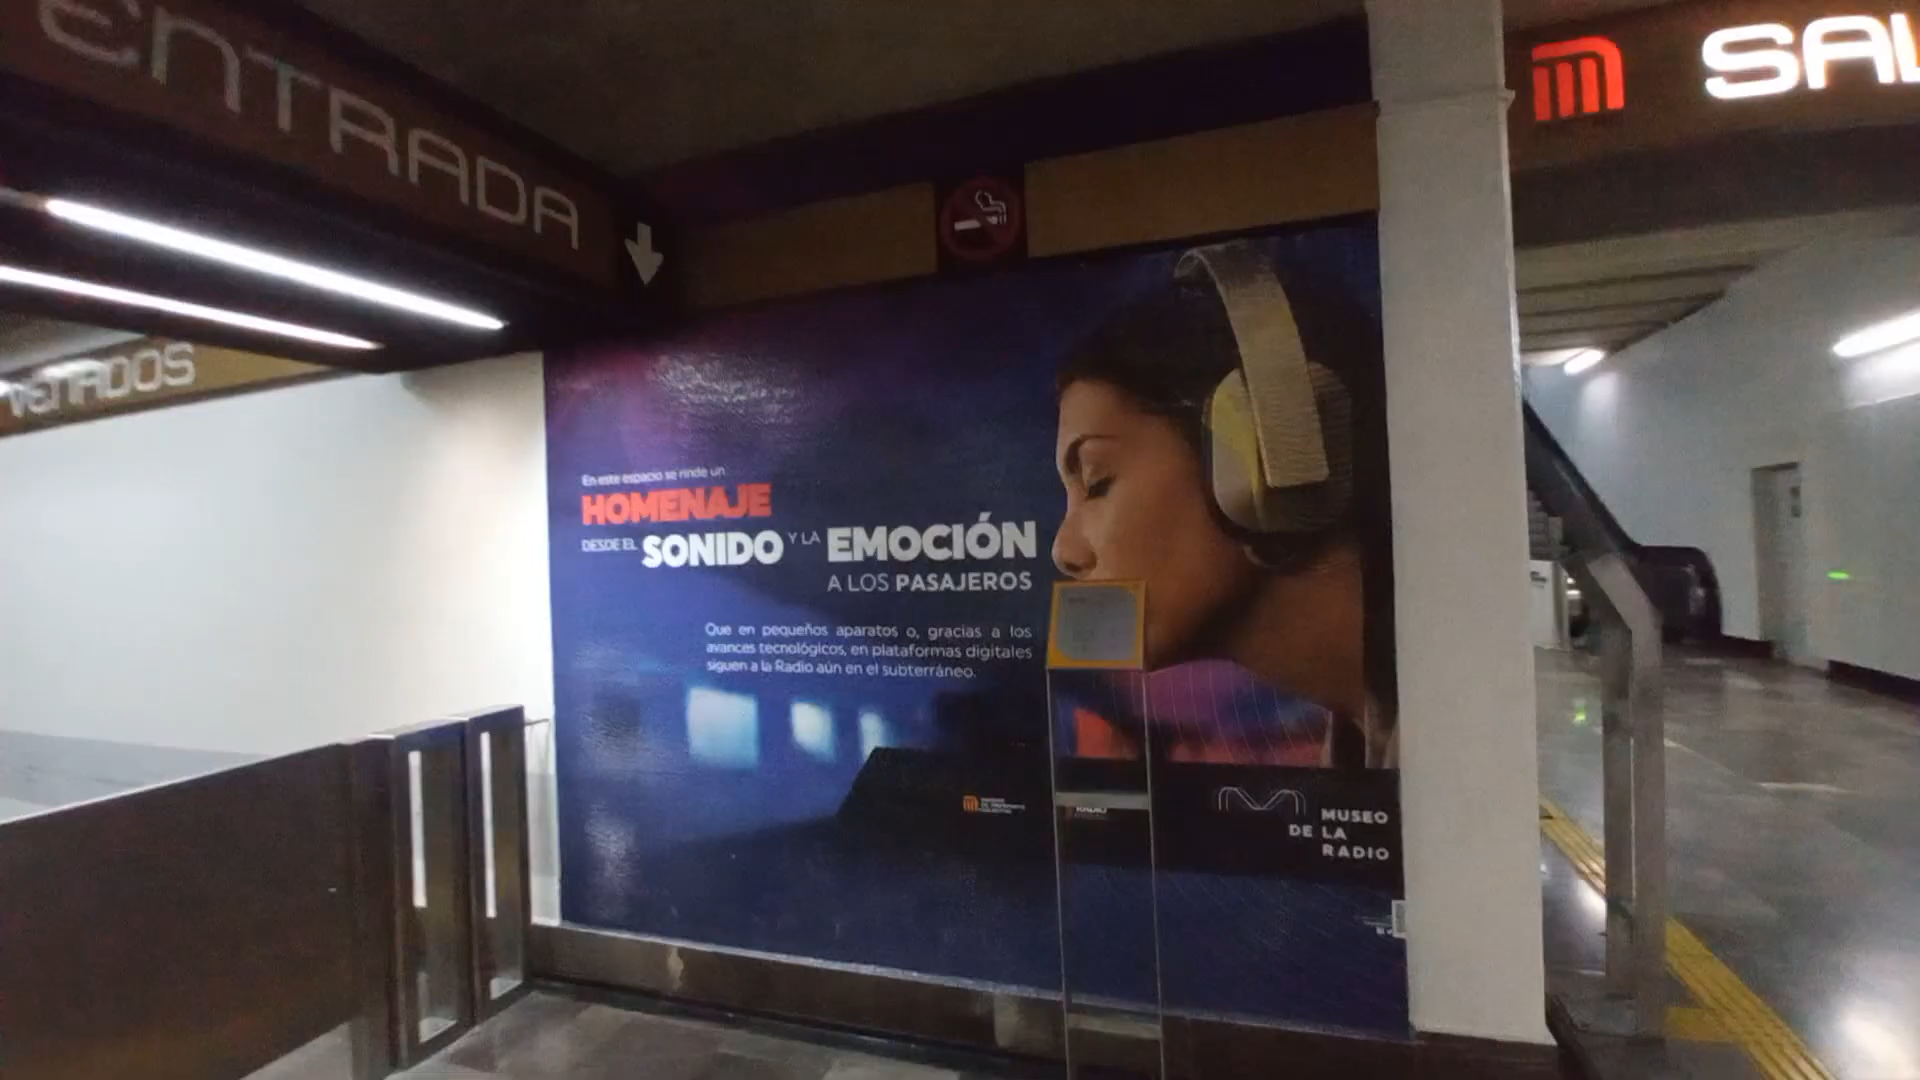 ENTRADA
SAL
VENADOS
En este espacio se rinde un
HOMENAJE
DESDE EL SONIDO Y LA EMOCIÓN
A LOS PASAJEROS
Que en pequeños aparatos o, gracias a los
avances tecnológicos, en plataformas digitales
siguen a la Radio aún en el subterráneo.
RADIO
MUSEO
DE LA
RADIO